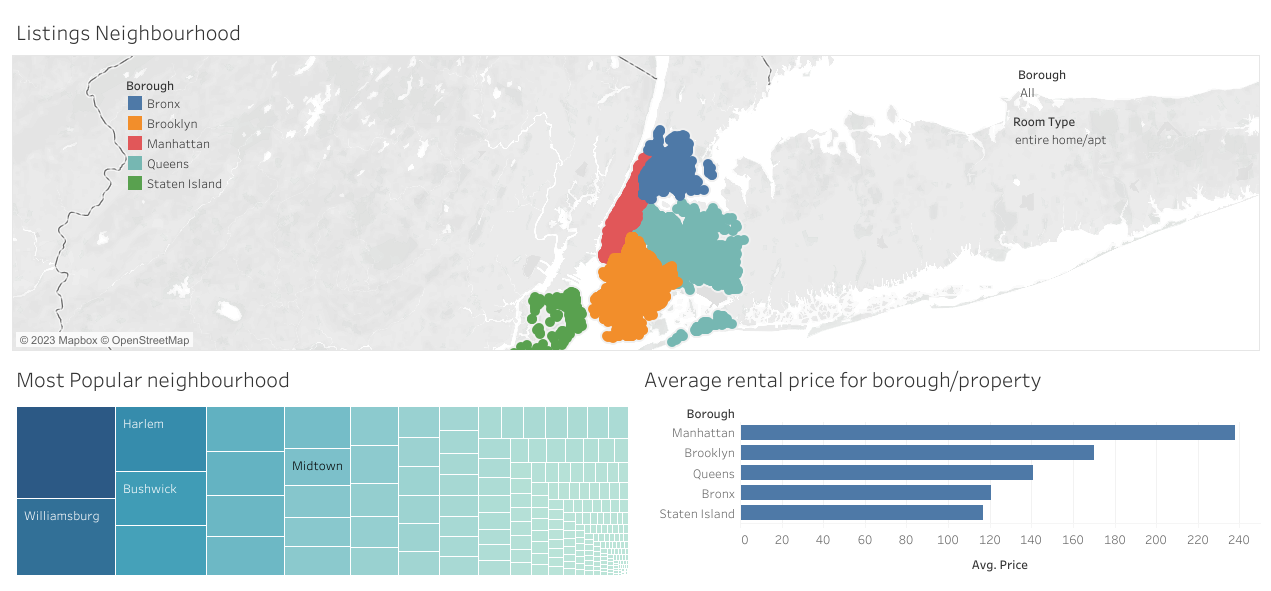 Listings Neighbourhood
Borough
Bronx
Brooklyn
Manhattan
Queens
Staten Island
Borough
All
Room Type
entire home/apt
© 2023 Mapbox © OpenStreetMap
Most Popular neighbourhood
Harlem
Midtown
Bushwick
Williamsburg
Average rental price for borough/property
Borough
Manhattan
Brooklyn
Queens
Bronx
Staten Island
0 20 40 60 80 100 120 140 160 180 200 220 240
Avg. Price